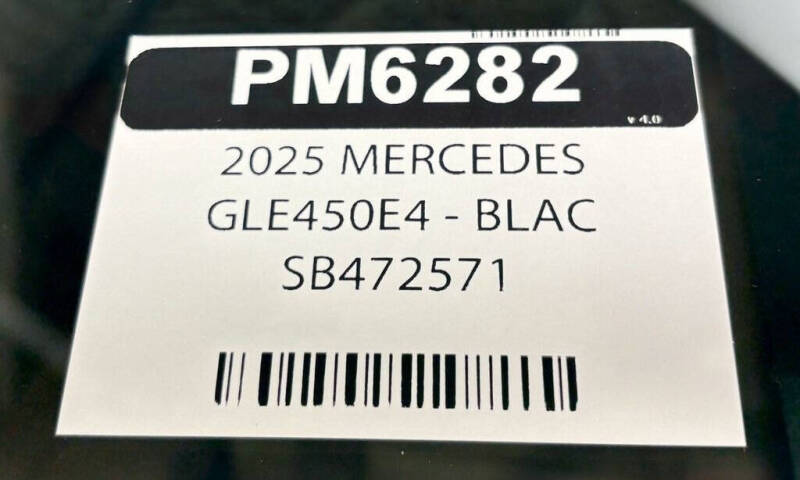 PM6282
v 4.0
2025 MERCEDES
GLE450E4 - BLAC
SB472571